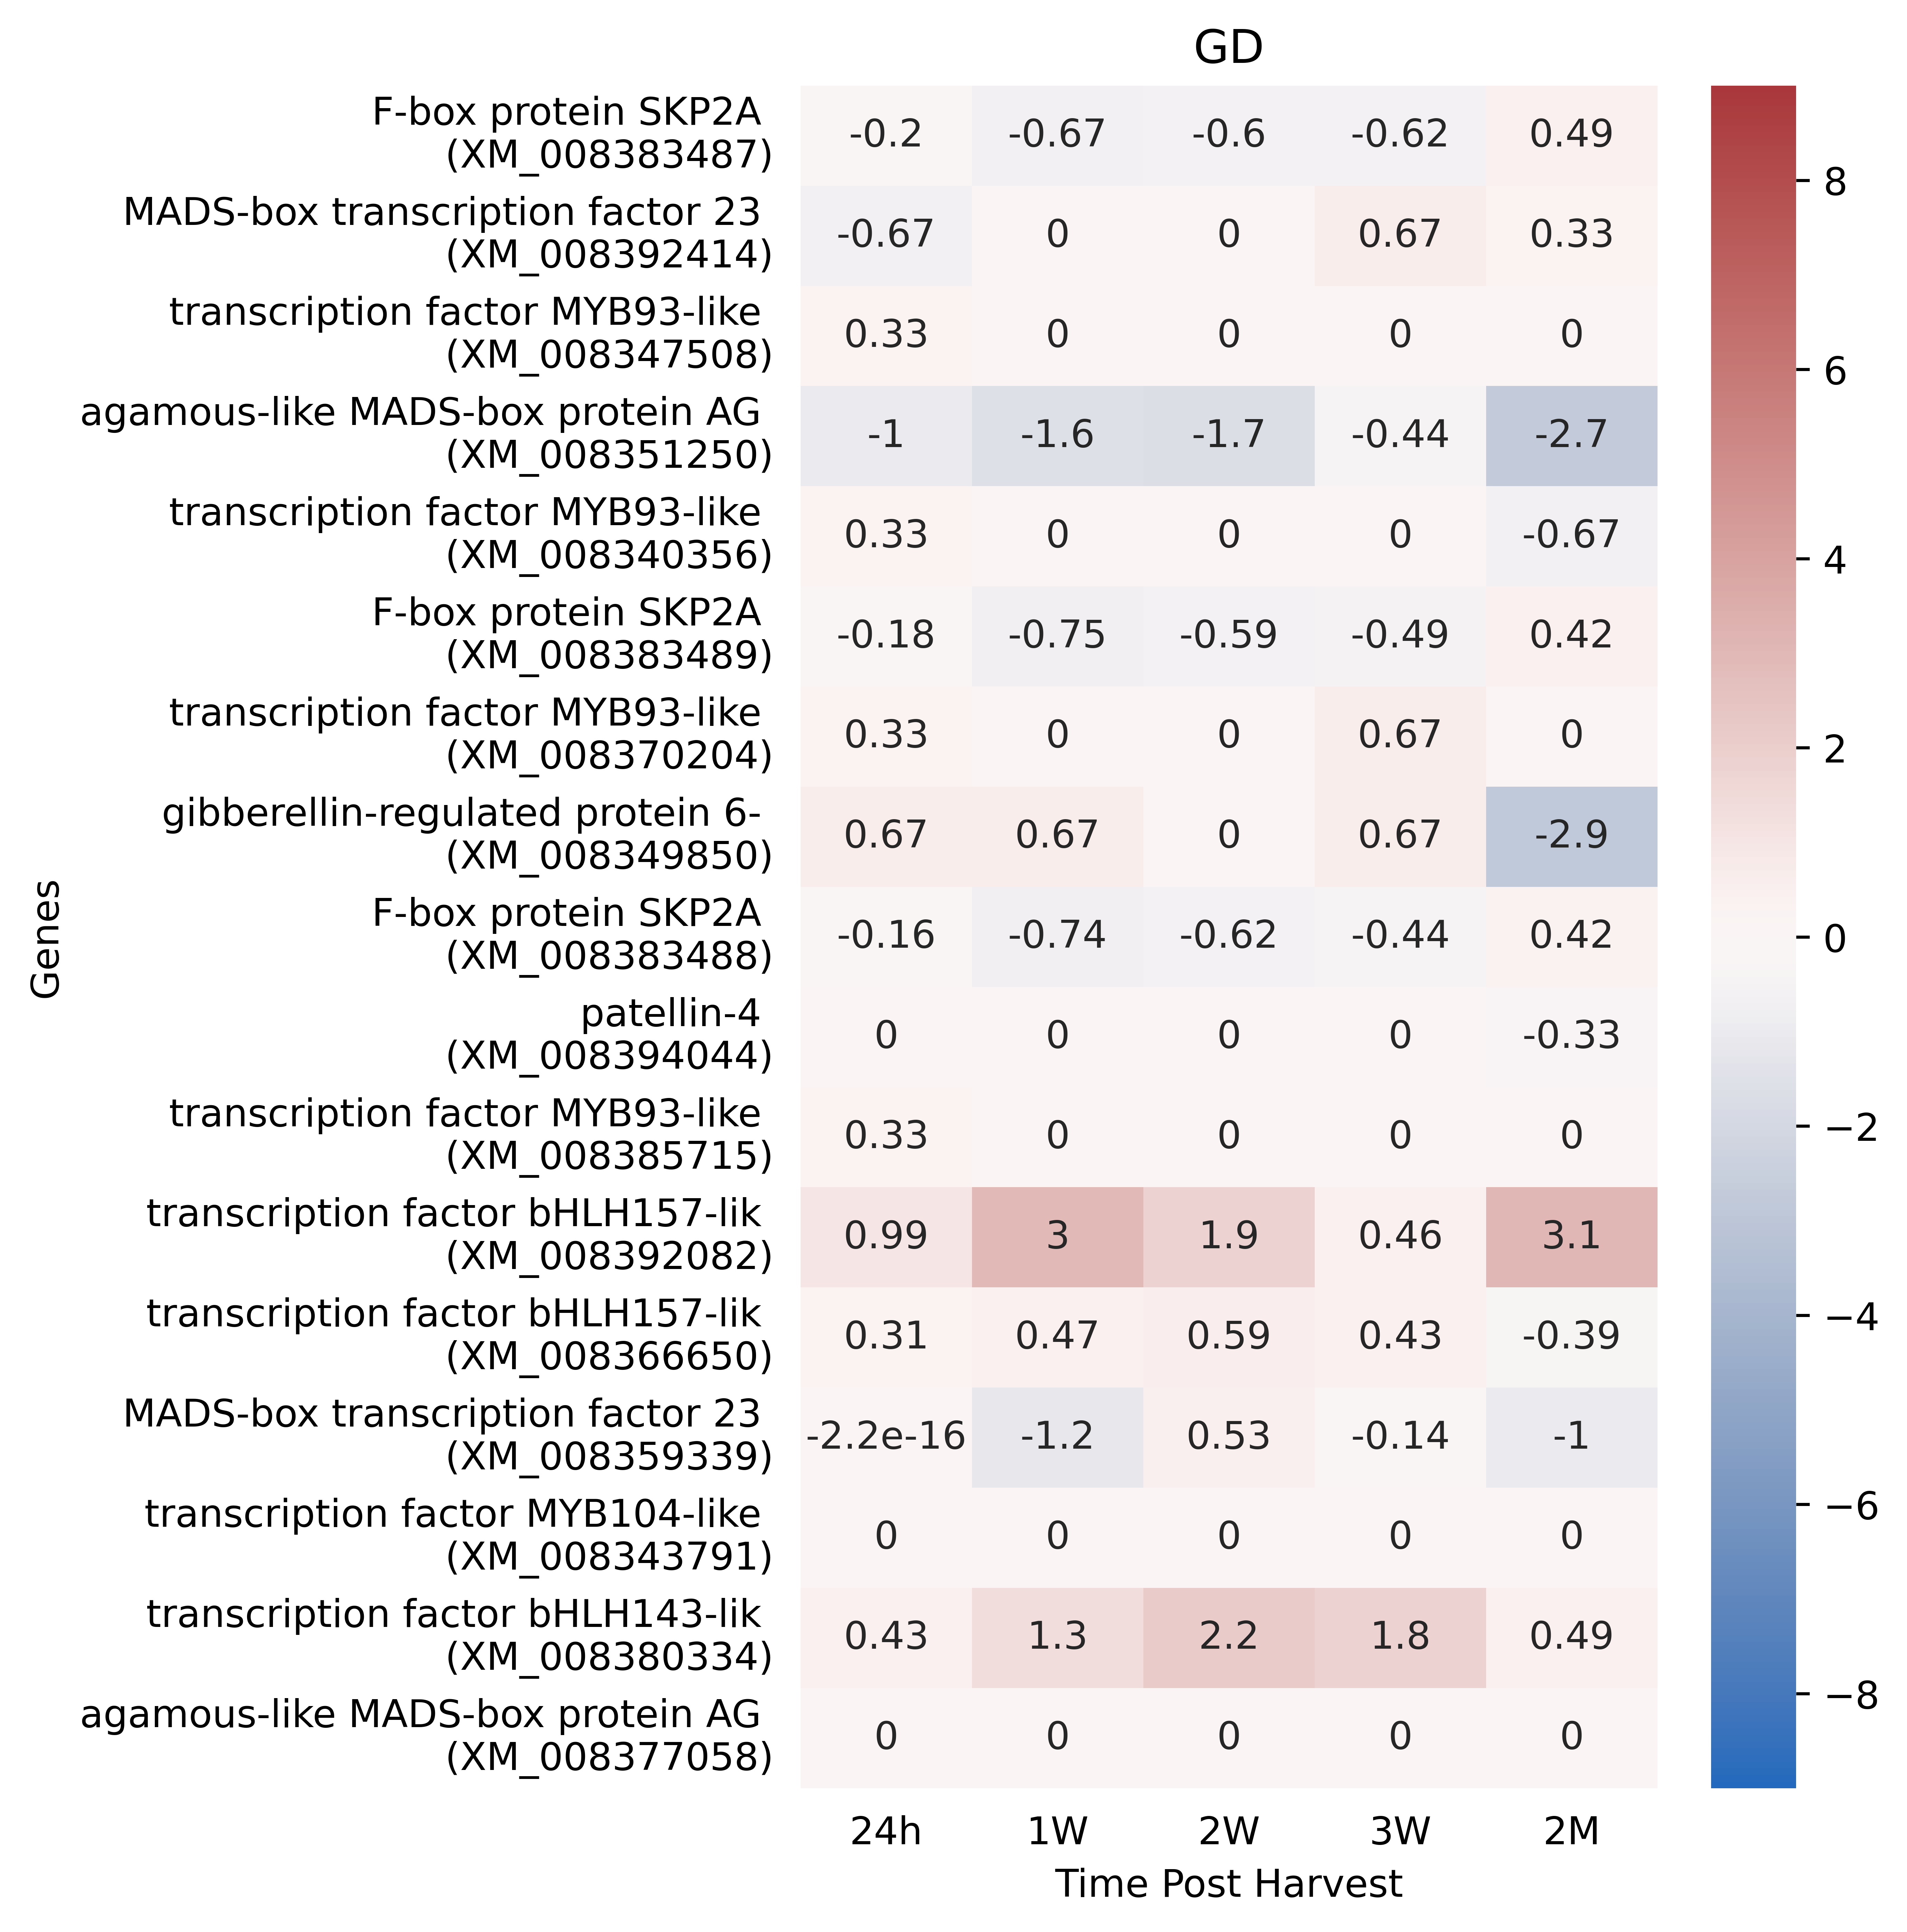 GD
F-box protein SKP2A
(XM_008383487)
-0.2 -0.67 -0.6 -0.62 0.49
MADS-box transcription factor 23
(XM_008392414)
-0.67 0 0 0.67 0.33
transcription factor MYB93-like
(XM_008347508)
0.33 0 0 0 0
agamous-like MADS-box protein AG
(XM_008351250)
-1 -1.6 -1.7 -0.44 -2.7
transcription factor MYB93-like
(XM_008340356)
0.33 0 0 0 -0.67
F-box protein SKP2A
(XM_008383489)
-0.18 -0.75 -0.59 -0.49 0.42
transcription factor MYB93-like
(XM_008370204)
0.33 0 0 0.67 0
gibberellin-regulated protein 6-
(XM_008349850)
0.67 0.67 0 0.67 -2.9
F-box protein SKP2A
(XM_008383488)
-0.16 -0.74 -0.62 -0.44 0.42
patellin-4
(XM_008394044)
0 0 0 0 -0.33
transcription factor MYB93-like
(XM_008385715)
0.33 0 0 0 0
transcription factor bHLH157-lik
(XM_008392082)
0.99 3 1.9 0.46 3.1
transcription factor bHLH157-lik
(XM_008366650)
0.31 0.47 0.59 0.43 -0.39
MADS-box transcription factor 23
(XM_008359339)
-2.2e-16 -1.2 0.53 -0.14 -1
transcription factor MYB104-like
(XM_008343791)
0 0 0 0 0
transcription factor bHLH143-lik
(XM_008380334)
0.43 1.3 2.2 1.8 0.49
agamous-like MADS-box protein AG
(XM_008377058)
0 0 0 0 0
24h 1W 2W 3W 2M
Time Post Harvest
Genes
8
6
4
2
0
−2
−4
−6
−8